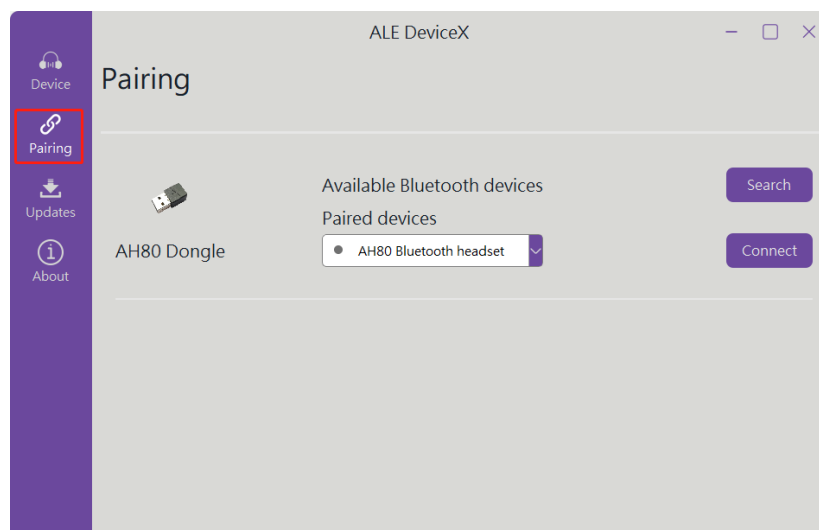 ALE DeviceX
Device
Pairing
Updates
About
Pairing
Available Bluetooth devices
Search
Paired devices
AH80 Dongle
AH80 Bluetooth headset
Connect